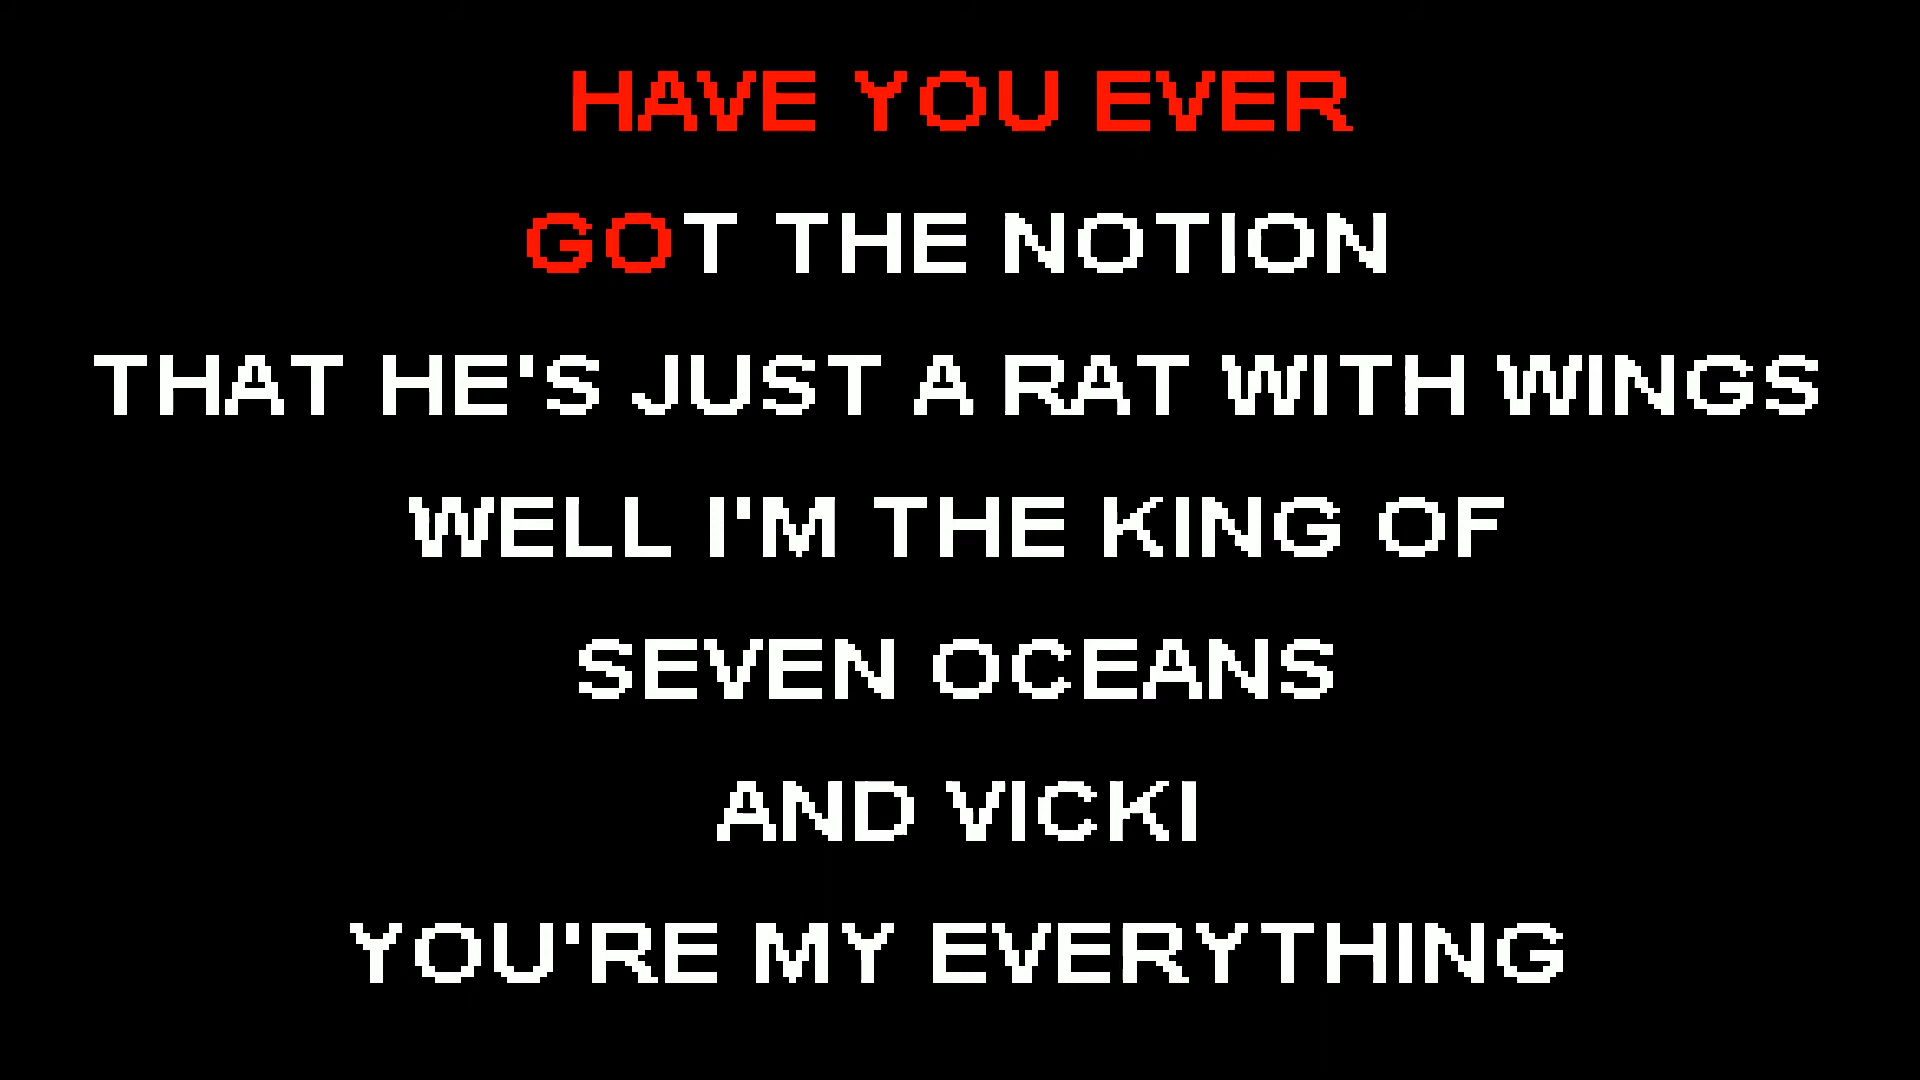 HAVE YOU EVER
GOT THE NOTION
THAT HE'S JUST A RAT WITH WINGS
WELL I'M THE KING OF
SEVEN OCEANS
AND VICKI
YOU'RE MY EVERYTHING